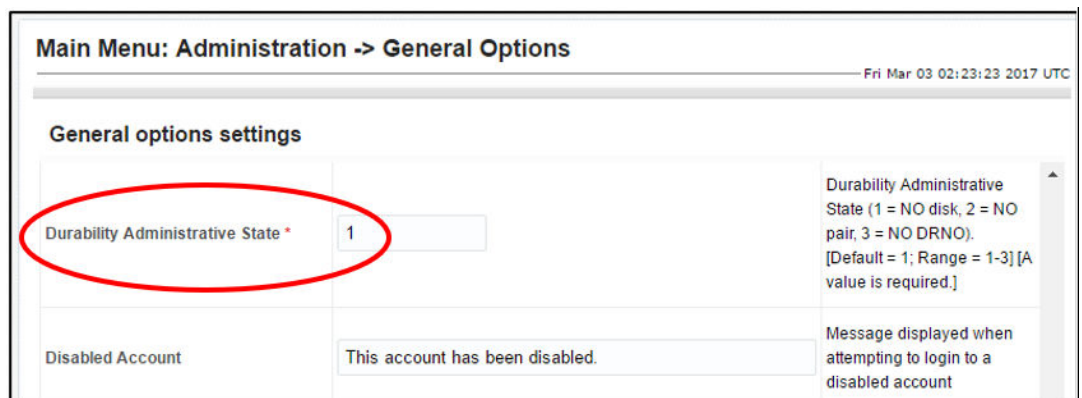 Main Menu: Administration -> General Options
Fri Mar 03 02:23:23 2017 UTC
General options settings
Durability Administrative State *
1
Durability Administrative
State (1 = NO disk, 2 = NO
pair, 3 = NO DRNO).
[Default = 1; Range = 1-3] [A
value is required.]
Disabled Account
This account has been disabled.
Message displayed when
attempting to login to a
disabled account